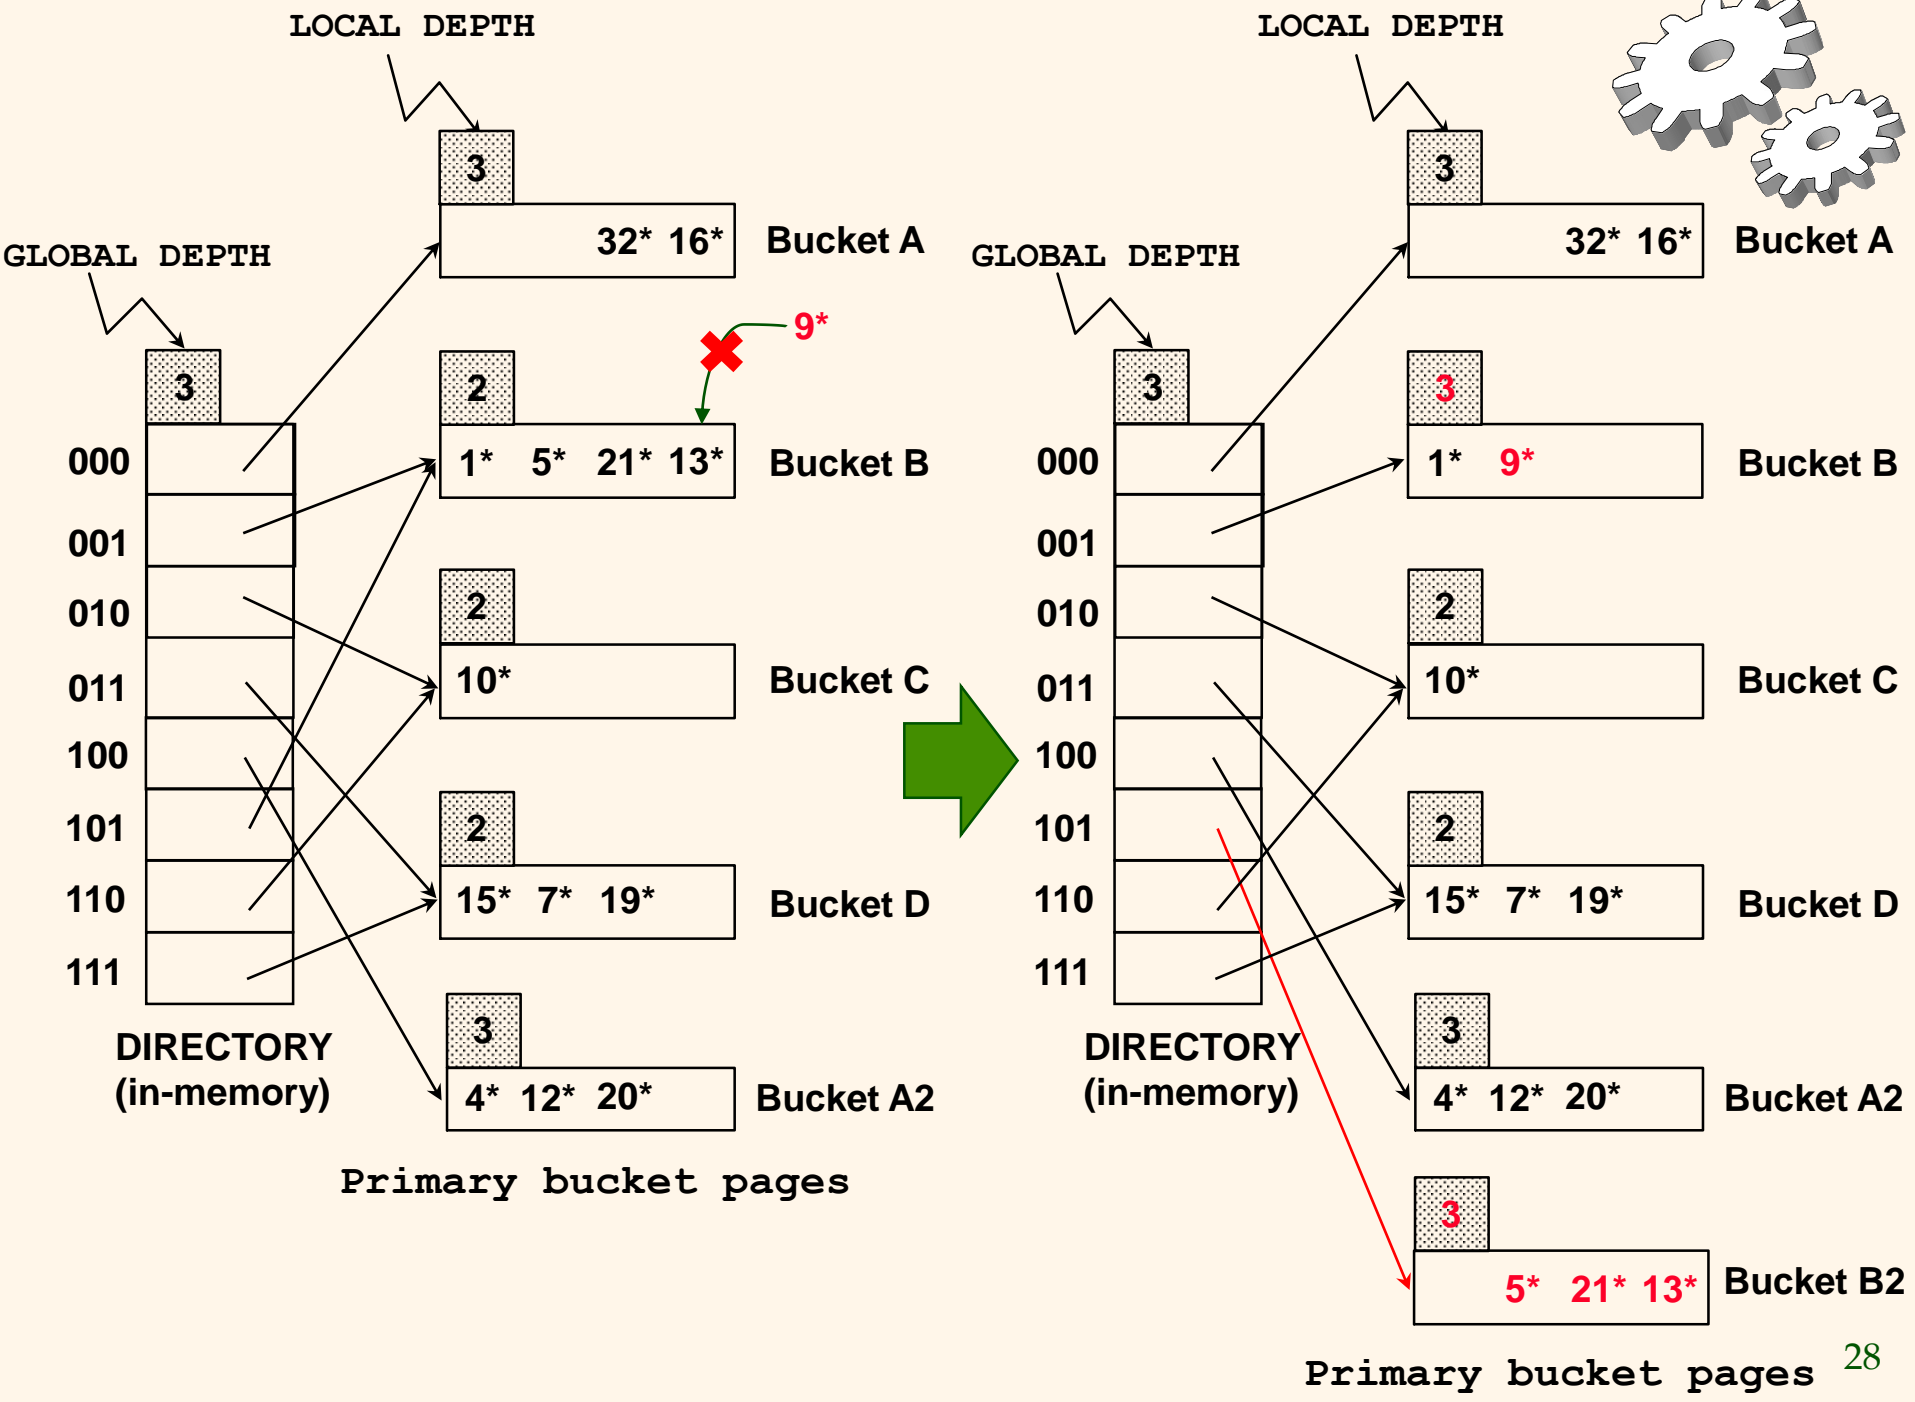 LOCAL DEPTH
3
32* 16*
Bucket A
GLOBAL DEPTH
9*
3
2
000
1* 5* 21* 13*
Bucket B
001
2
010
10*
Bucket C
011
100
2
101
110
15* 7* 19*
Bucket D
111
3
DIRECTORY
(in-memory)
4* 12* 20*
Bucket A2
Primary bucket pages
LOCAL DEPTH
3
32* 16*
Bucket A
GLOBAL DEPTH
3
3
000
1* 9*
Bucket B
001
2
010
10*
Bucket C
011
100
2
101
110
15* 7* 19*
Bucket D
111
3
DIRECTORY
(in-memory)
4* 12* 20*
Bucket A2
3
5* 21* 13*
Bucket B2
Primary bucket pages
28